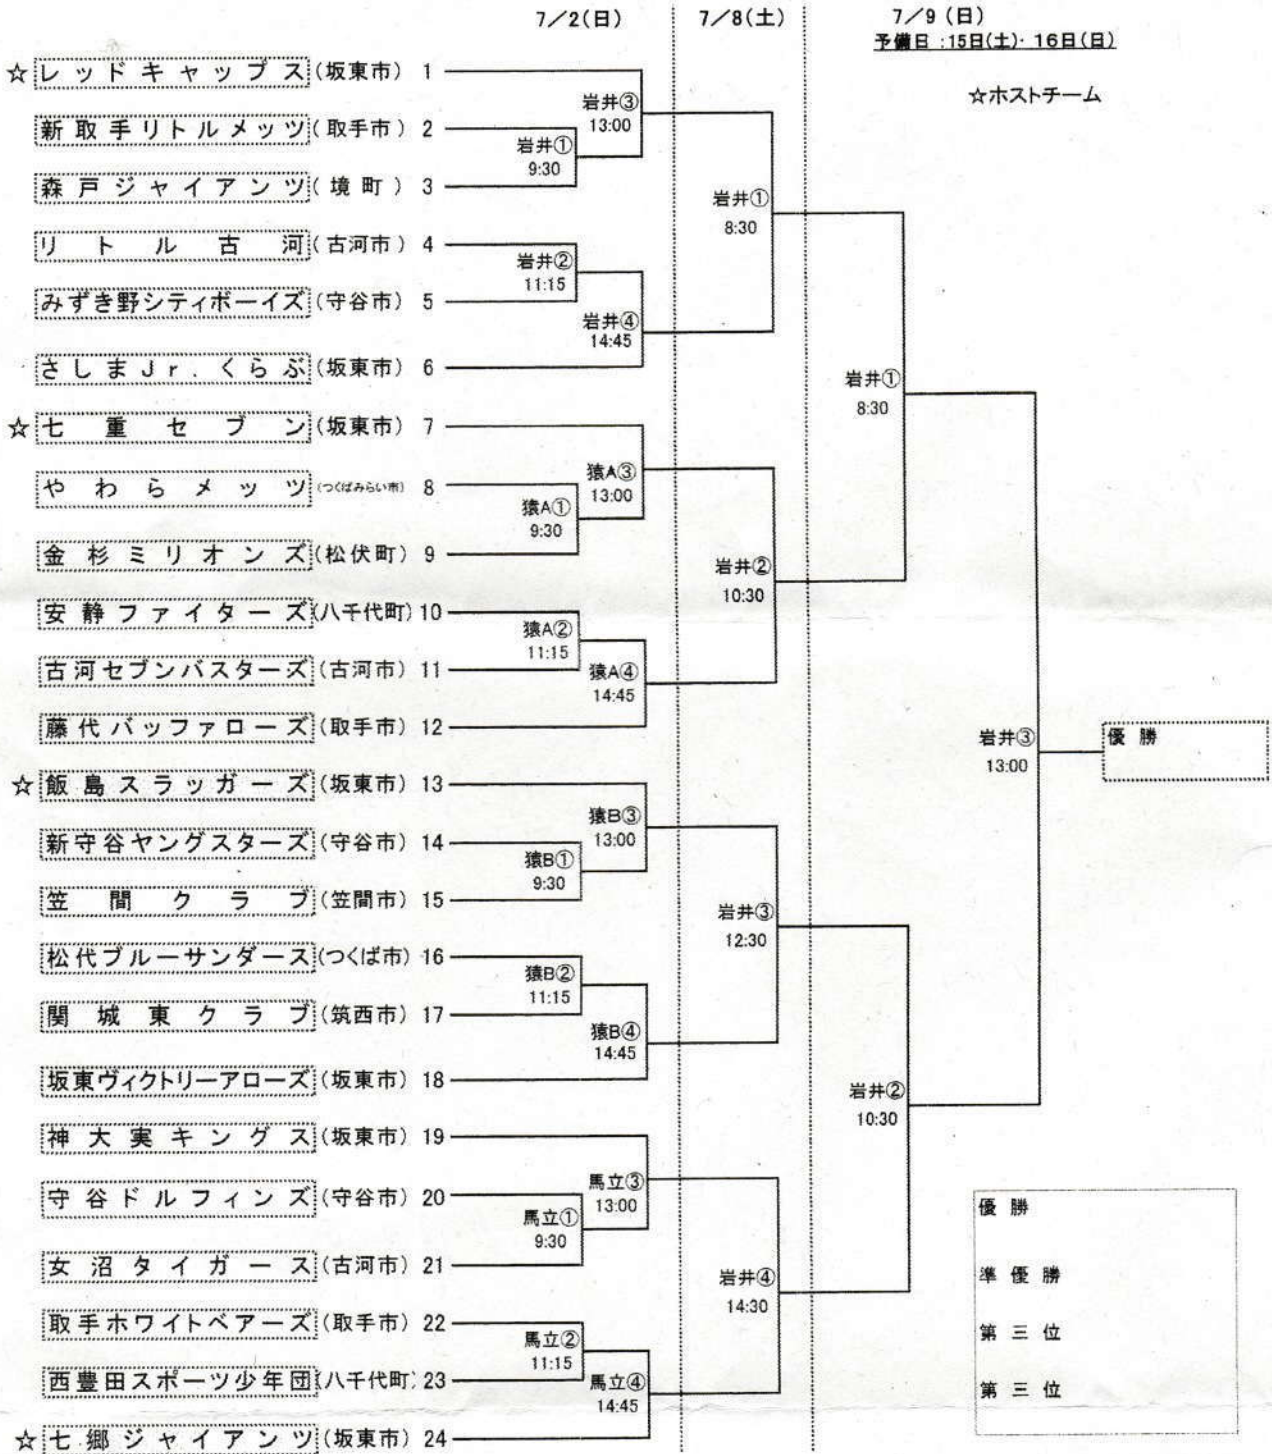 7/2(日) 7/8(土) 7/9(日)
予備日:15日(土)・16日(日)
☆ホストチーム
☆レッドキャップス(坂東市) 1
新取手リトルメッツ(取手市) 2
森戸ジャイアンツ(境町) 3
リトル古河(古河市) 4
みずき野シティボーイズ(守谷市) 5
さしまJr.くらぶ(坂東市) 6
☆七重セブン(坂東市) 7
やわらメッツ(つくばみらい市) 8
金杉ミリオンズ(松伏町) 9
安静ファイターズ(八千代町) 10
古河セブンバスターズ(古河市) 11
藤代バッファローズ(取手市) 12
☆飯島スラッガーズ(坂東市) 13
新守谷ヤングスターズ(守谷市) 14
笠間クラブ(笠間市) 15
松代ブルーサンダース(つくば市) 16
関城東クラブ(筑西市) 17
坂東ヴィクトリーアローズ(坂東市) 18
神大実キングス(坂東市) 19
守谷ドルフィンズ(守谷市) 20
女沼タイガース(古河市) 21
取手ホワイトベアーズ(取手市) 22
西豊田スポーツ少年団(八千代町) 23
☆七郷ジャイアンツ(坂東市) 24
岩井①
9:30
岩井②
11:15
岩井③
13:00
岩井④
14:45
猿A①
9:30
猿A②
11:15
猿A③
13:00
猿A④
14:45
猿B①
9:30
猿B②
11:15
猿B③
13:00
猿B④
14:45
馬立①
9:30
馬立②
11:15
馬立③
13:00
馬立④
14:45
岩井①
8:30
岩井②
10:30
岩井③
12:30
岩井④
14:30
岩井①
8:30
岩井②
10:30
岩井③
13:00
優勝
優勝
準優勝
第三位
第三位